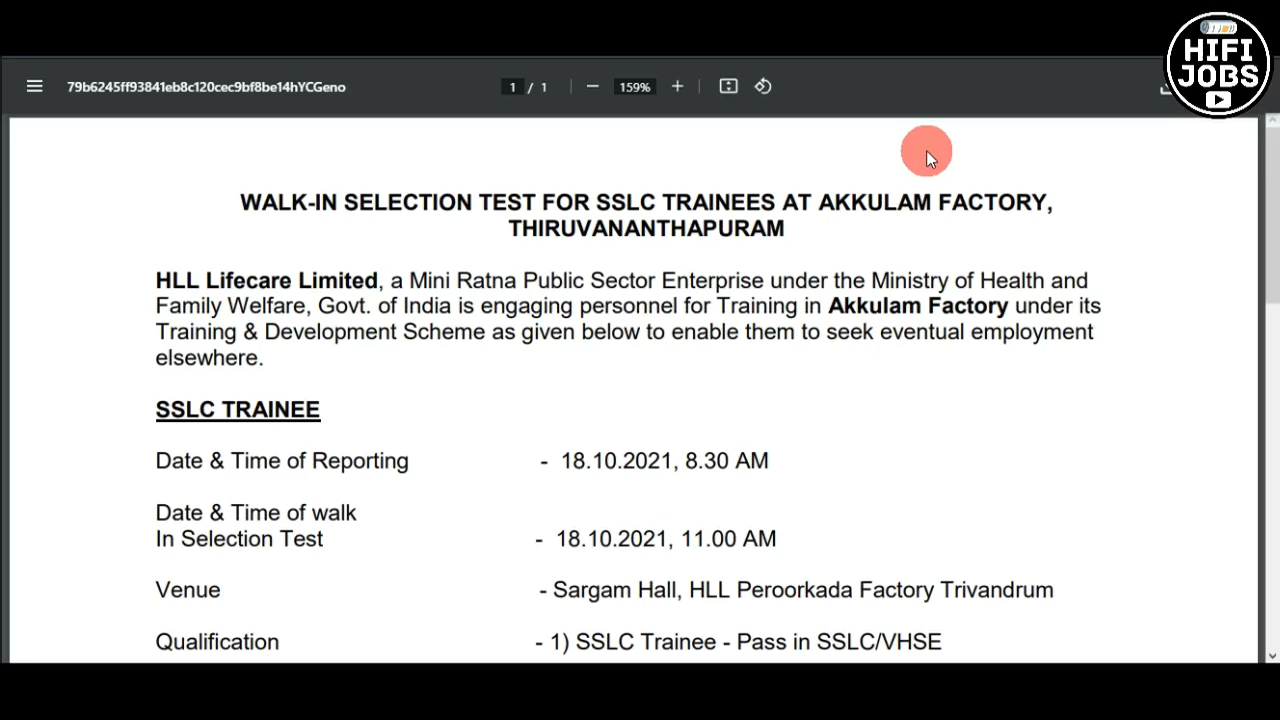 HIFI
JOBS
79b6245ff93841eb8c120cec9bf8be14hYCGeno
1 / 1
159%
WALK-IN SELECTION TEST FOR SSLC TRAINEES AT AKKULAM FACTORY,
THIRUVANANTHAPURAM
HLL Lifecare Limited, a Mini Ratna Public Sector Enterprise under the Ministry of Health and
Family Welfare, Govt. of India is engaging personnel for Training in Akkulam Factory under its
Training & Development Scheme as given below to enable them to seek eventual employment
elsewhere.
SSLC TRAINEE
Date & Time of Reporting - 18.10.2021, 8.30 AM
Date & Time of walk
In Selection Test - 18.10.2021, 11.00 AM
Venue - Sargam Hall, HLL Peroorkada Factory Trivandrum
Qualification - 1) SSLC Trainee - Pass in SSLC/VHSE